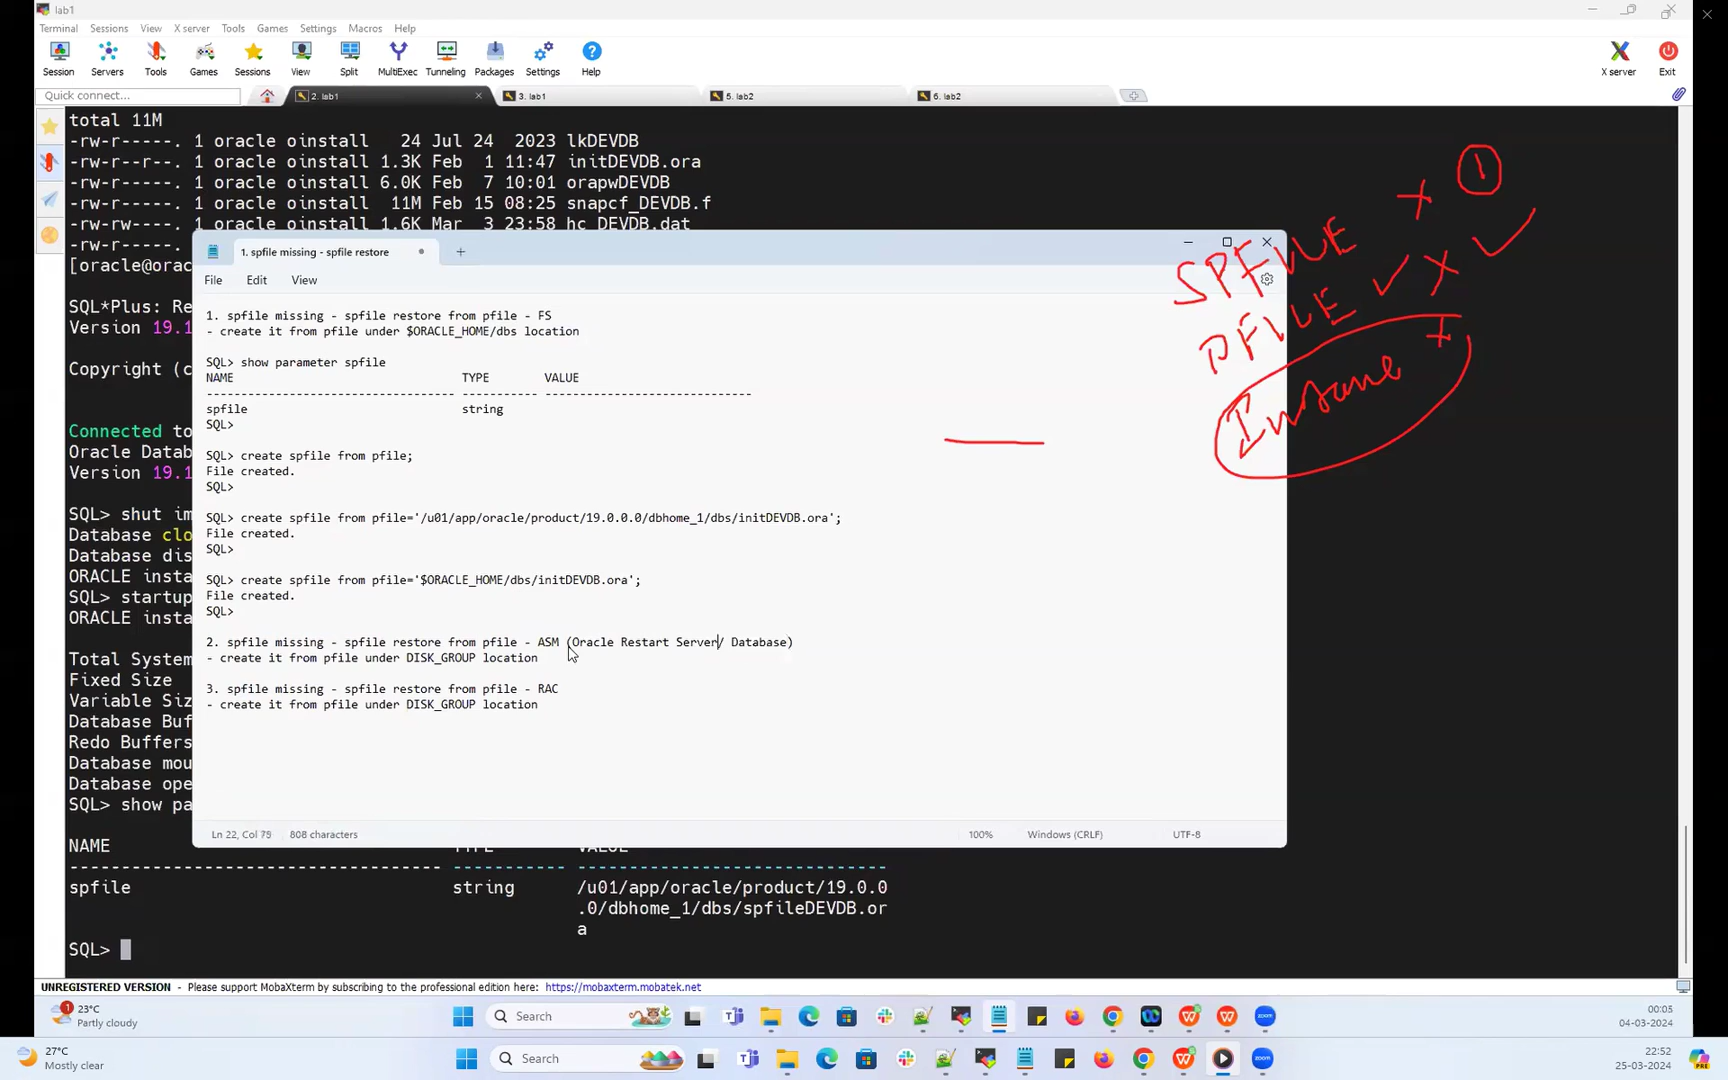 lab1
Terminal Sessions View X server Tools Games Settings Macros Help
Session Servers Tools Games Sessions View Split MultiExec Tunneling Packages Settings Help X server Exit
Quick connect... 2. lab1 3. lab1 5. lab2 6. lab2
total 11M
-rw-r-----. 1 oracle oinstall 24 Jul 24 2023 lkDEVDB
-rw-r--r--. 1 oracle oinstall 1.3K Feb 1 11:47 initDEVDB.ora
-rw-r-----. 1 oracle oinstall 6.0K Feb 7 10:01 orapwDEVDB
-rw-r-----. 1 oracle oinstall 11M Feb 15 08:25 snapcf_DEVDB.f
-rw-rw----. 1 oracle oinstall 1.6K Mar 3 23:58 hc_DEVDB.dat
[oracle@orac
SQL*Plus: Re
Version 19.1
Copyright (c
Connected to
Oracle Datab
Version 19.1
SQL> shut im
Database clo
Database dis
ORACLE insta
SQL> startup
ORACLE insta
Total System
Fixed Size
Variable Siz
Database Buf
Redo Buffers
Database mou
Database ope
SQL> show pa
NAME TYPE VALUE
------------------------------------ ----------- ------------------------------
spfile string /u01/app/oracle/product/19.0.0
.0/dbhome_1/dbs/spfileDEVDB.or
a
SQL>
1. spfile missing - spfile restore
File Edit View
1. spfile missing - spfile restore from pfile - FS
- create it from pfile under $ORACLE_HOME/dbs location
SQL> show parameter spfile
NAME TYPE VALUE
------------------------------------ ----------- ------------------------------
spfile string
SQL>
SQL> create spfile from pfile;
File created.
SQL>
SQL> create spfile from pfile='/u01/app/oracle/product/19.0.0.0/dbhome_1/dbs/initDEVDB.ora';
File created.
SQL>
SQL> create spfile from pfile='$ORACLE_HOME/dbs/initDEVDB.ora';
File created.
SQL>
2. spfile missing - spfile restore from pfile - ASM (Oracle Restart Server/ Database)
- create it from pfile under DISK_GROUP location
3. spfile missing - spfile restore from pfile - RAC
- create it from pfile under DISK_GROUP location
Ln 22, Col 79 808 characters 100% Windows (CRLF) UTF-8
SPFILE x 1
PFILE ✓ x ✓
x
UNREGISTERED VERSION - Please support MobaXterm by subscribing to the professional edition here: https://mobaxterm.mobatek.net
1
23°C
Partly cloudy
Search
zoom
00:05
04-03-2024
27°C
Mostly clear
Search
zoom
22:52
25-03-2024
PRE